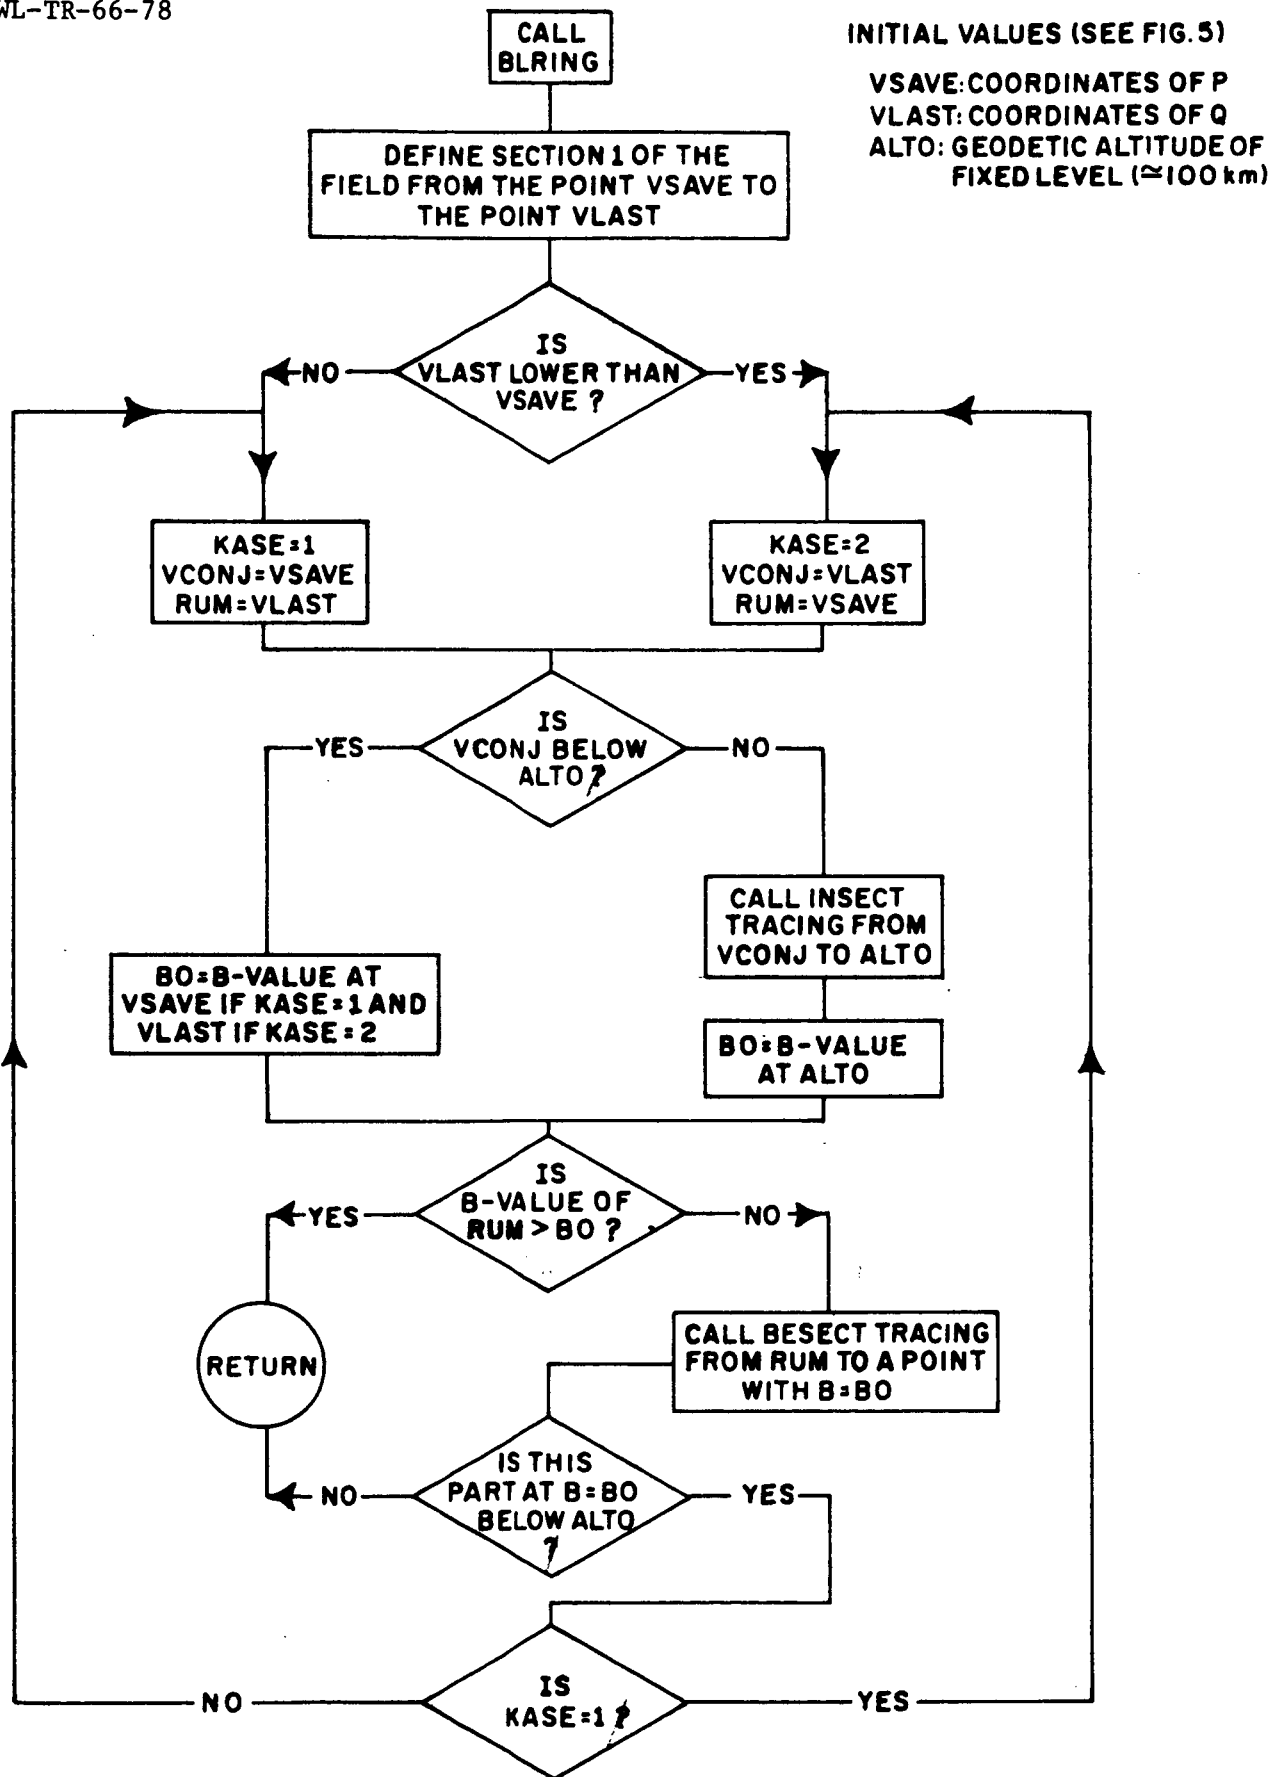 WL-TR-66-78
CALL
BLRING
INITIAL VALUES (SEE FIG. 5)
VSAVE: COORDINATES OF P
VLAST: COORDINATES OF Q
ALTO: GEODETIC ALTITUDE OF
FIXED LEVEL (≃100 km)
DEFINE SECTION 1 OF THE
FIELD FROM THE POINT VSAVE TO
THE POINT VLAST
IS
VLAST LOWER THAN
VSAVE ?
NO
YES
KASE=1
VCONJ=VSAVE
RUM=VLAST
KASE=2
VCONJ=VLAST
RUM=VSAVE
IS
VCONJ BELOW
ALTO ?
YES
NO
CALL INSECT
TRACING FROM
VCONJ TO ALTO
BO=B-VALUE AT
VSAVE IF KASE=1 AND
VLAST IF KASE=2
BO=B-VALUE
AT ALTO
IS
B-VALUE OF
RUM > BO ?
YES
NO
RETURN
CALL BESECT TRACING
FROM RUM TO A POINT
WITH B=BO
IS THIS
PART AT B=BO
BELOW ALTO
?
NO
YES
IS
KASE=1 ?
NO
YES